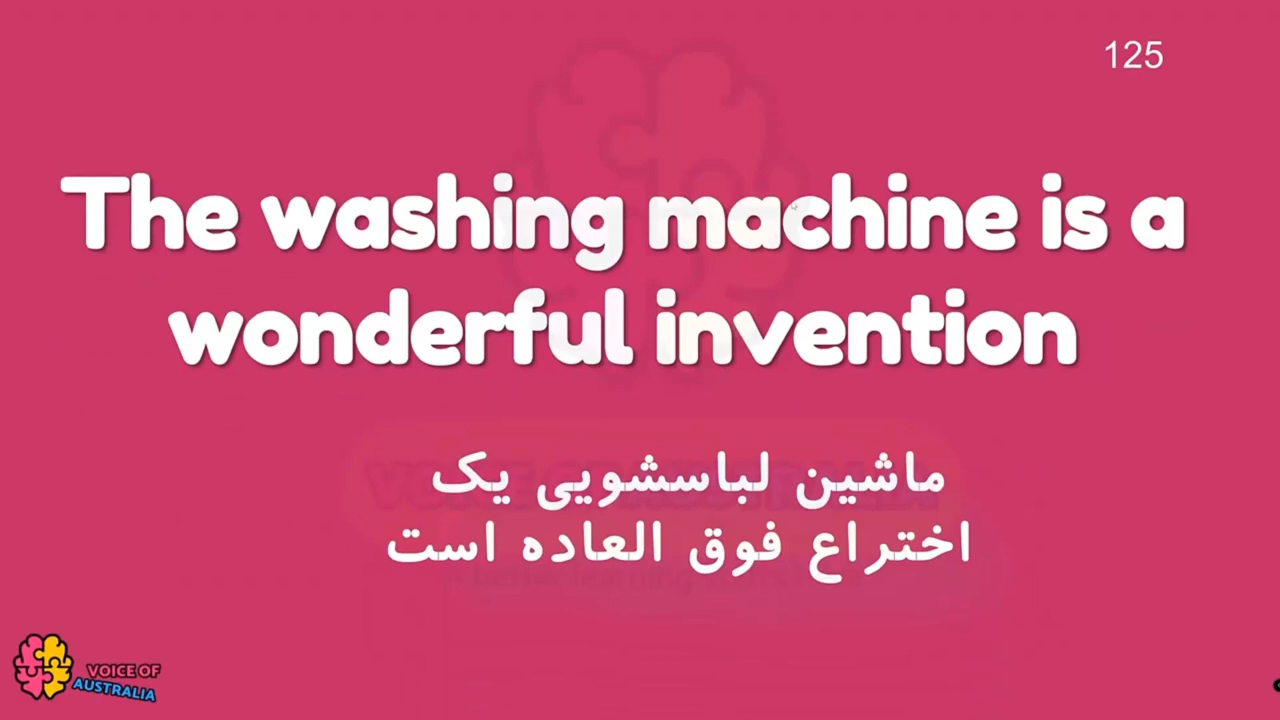 125
The washing machine is a
wonderful invention
ماشین لباسشویی یک
اختراع فوق العاده است
VOICE OF
AUSTRALIA